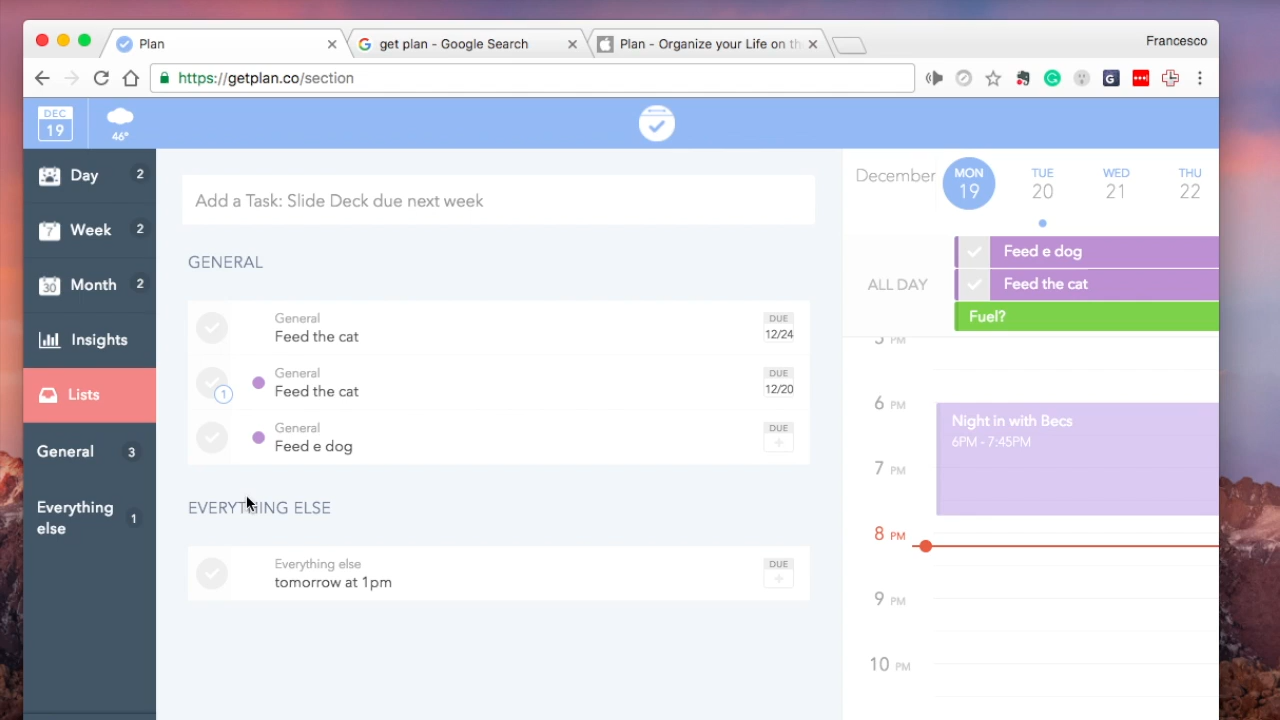 Plan
get plan - Google Search
Plan - Organize your Life on th
Francesco
https://getplan.co/section
DEC
19
46°
Day 2
Week 2
Month 2
Insights
Lists
General 3
Everything else 1
Add a Task: Slide Deck due next week
GENERAL
General
Feed the cat
DUE
12/24
General
Feed the cat
1
DUE
12/20
General
Feed e dog
DUE
EVERYTHING ELSE
Everything else
tomorrow at 1pm
DUE
December
MON
19
TUE
20
WED
21
THU
22
ALL DAY
Feed e dog
Feed the cat
Fuel?
5 PM
6 PM
Night in with Becs
6PM - 7:45PM
7 PM
8 PM
9 PM
10 PM